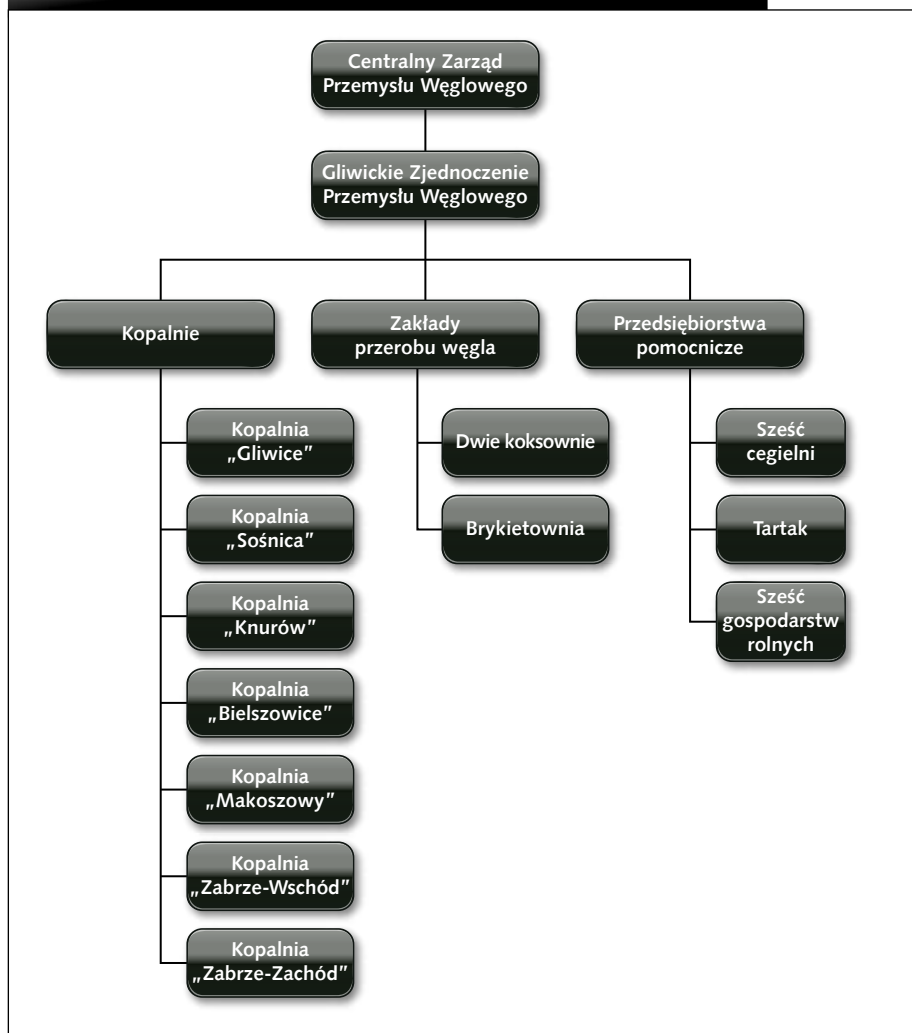 Centralny Zarząd
Przemysłu Węglowego
Gliwickie Zjednoczenie
Przemysłu Węglowego
Kopalnie
Zakłady
przerobu węgla
Przedsiębiorstwa
pomocnicze
Kopalnia
„Gliwice”
Kopalnia
„Sośnica”
Kopalnia
„Knurów”
Kopalnia
„Bielszowice”
Kopalnia
„Makoszowy”
Kopalnia
„Zabrze-Wschód”
Kopalnia
„Zabrze-Zachód”
Dwie koksownie
Brykietownia
Sześć
cegielni
Tartak
Sześć
gospodarstw
rolnych